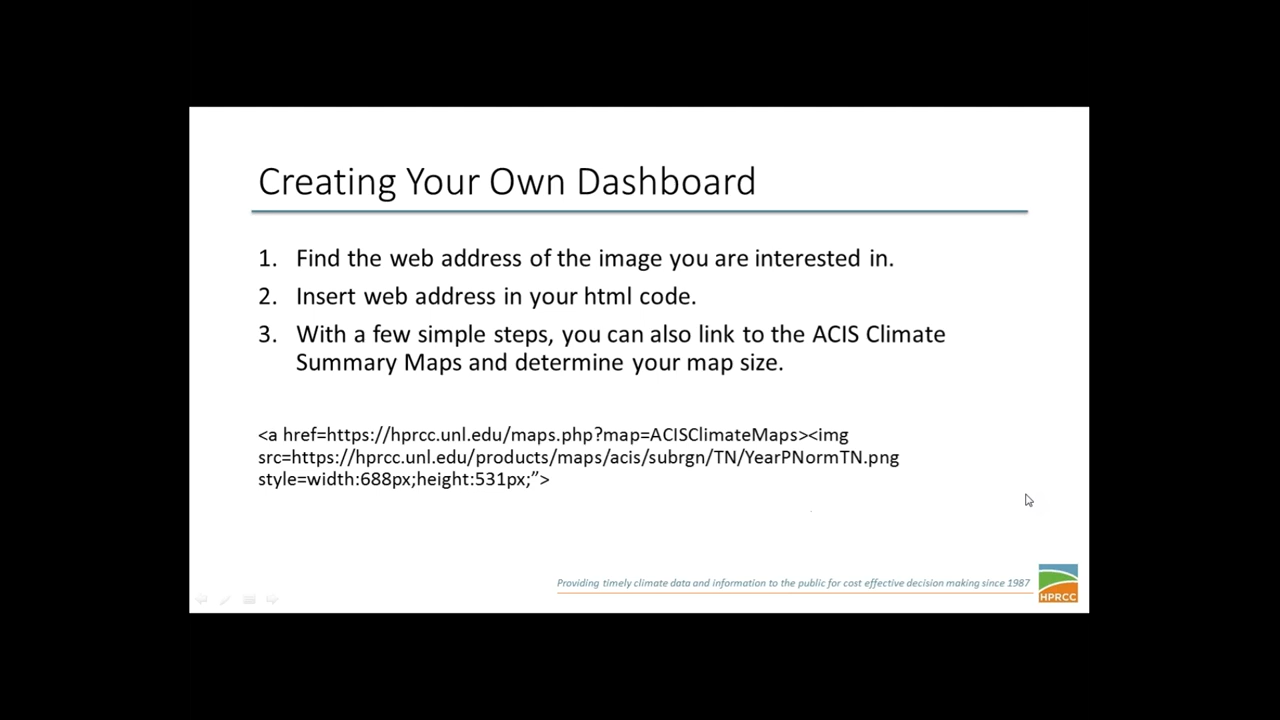 Creating Your Own Dashboard
1. Find the web address of the image you are interested in.
2. Insert web address in your html code.
3. With a few simple steps, you can also link to the ACIS Climate
Summary Maps and determine your map size.
<a href=https://hprcc.unl.edu/maps.php?map=ACISClimateMaps><img
src=https://hprcc.unl.edu/products/maps/acis/subrgn/TN/YearPNormTN.png
style=width:688px;height:531px;”>
Providing timely climate data and information to the public for cost effective decision making since 1987
HPRCC